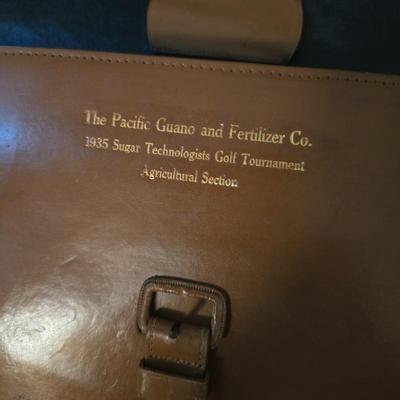 The Pacific Guano and Fertilizer Co.
1935 Sugar Technologists Golf Tournament
Agricultural Section